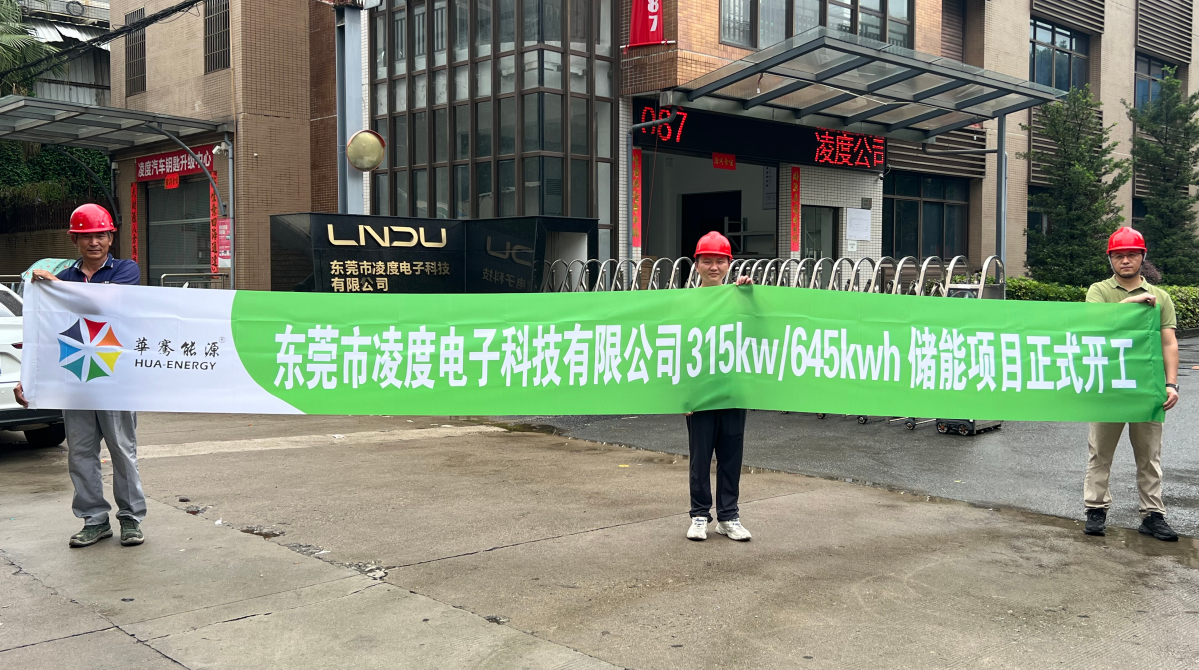 87
067
凌度公司
凌度汽车钥匙升级中心
LNDU
东莞市凌度电子科技
有限公司
華骞能源®
HUA-ENERGY
东莞市凌度电子科技有限公司315kw/645kwh 储能项目正式开工